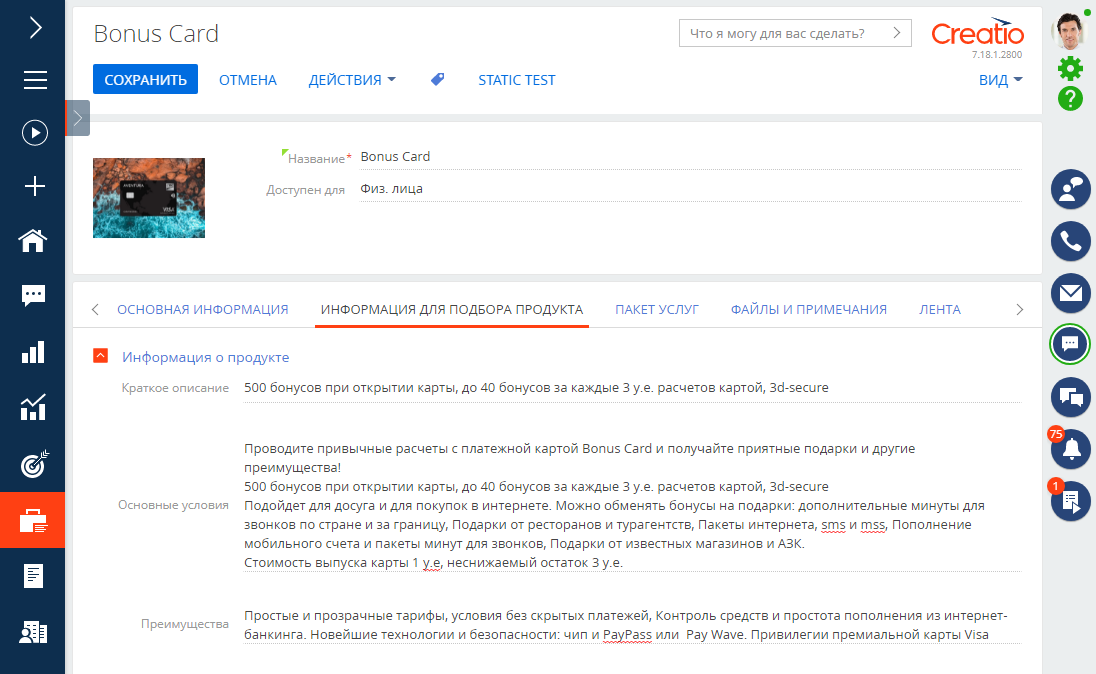 Bonus Card
Что я могу для вас сделать?
Creatio
7.18.1.2800
СОХРАНИТЬ ОТМЕНА ДЕЙСТВИЯ STATIC TEST ВИД
Название* Bonus Card
Доступен для Физ. лица
ОСНОВНАЯ ИНФОРМАЦИЯ ИНФОРМАЦИЯ ДЛЯ ПОДБОРА ПРОДУКТА ПАКЕТ УСЛУГ ФАЙЛЫ И ПРИМЕЧАНИЯ ЛЕНТА
Информация о продукте
Краткое описание 500 бонусов при открытии карты, до 40 бонусов за каждые 3 у.е. расчетов картой, 3d-secure
Проводите привычные расчеты с платежной картой Bonus Card и получайте приятные подарки и другие
преимущества!
500 бонусов при открытии карты, до 40 бонусов за каждые 3 у.е. расчетов картой, 3d-secure
Основные условия Подойдет для досуга и для покупок в интернете. Можно обменять бонусы на подарки: дополнительные минуты для
звонков по стране и за границу, Подарки от ресторанов и турагентств, Пакеты интернета, sms и mss, Пополнение
мобильного счета и пакеты минут для звонков, Подарки от известных магазинов и АЗК.
Стоимость выпуска карты 1 у.е, неснижаемый остаток 3 у.е.
Преимущества Простые и прозрачные тарифы, условия без скрытых платежей, Контроль средств и простота пополнения из интернет-
банкинга. Новейшие технологии и безопасности: чип и PayPass или  Pay Wave. Привилегии премиальной карты Visa
75
1